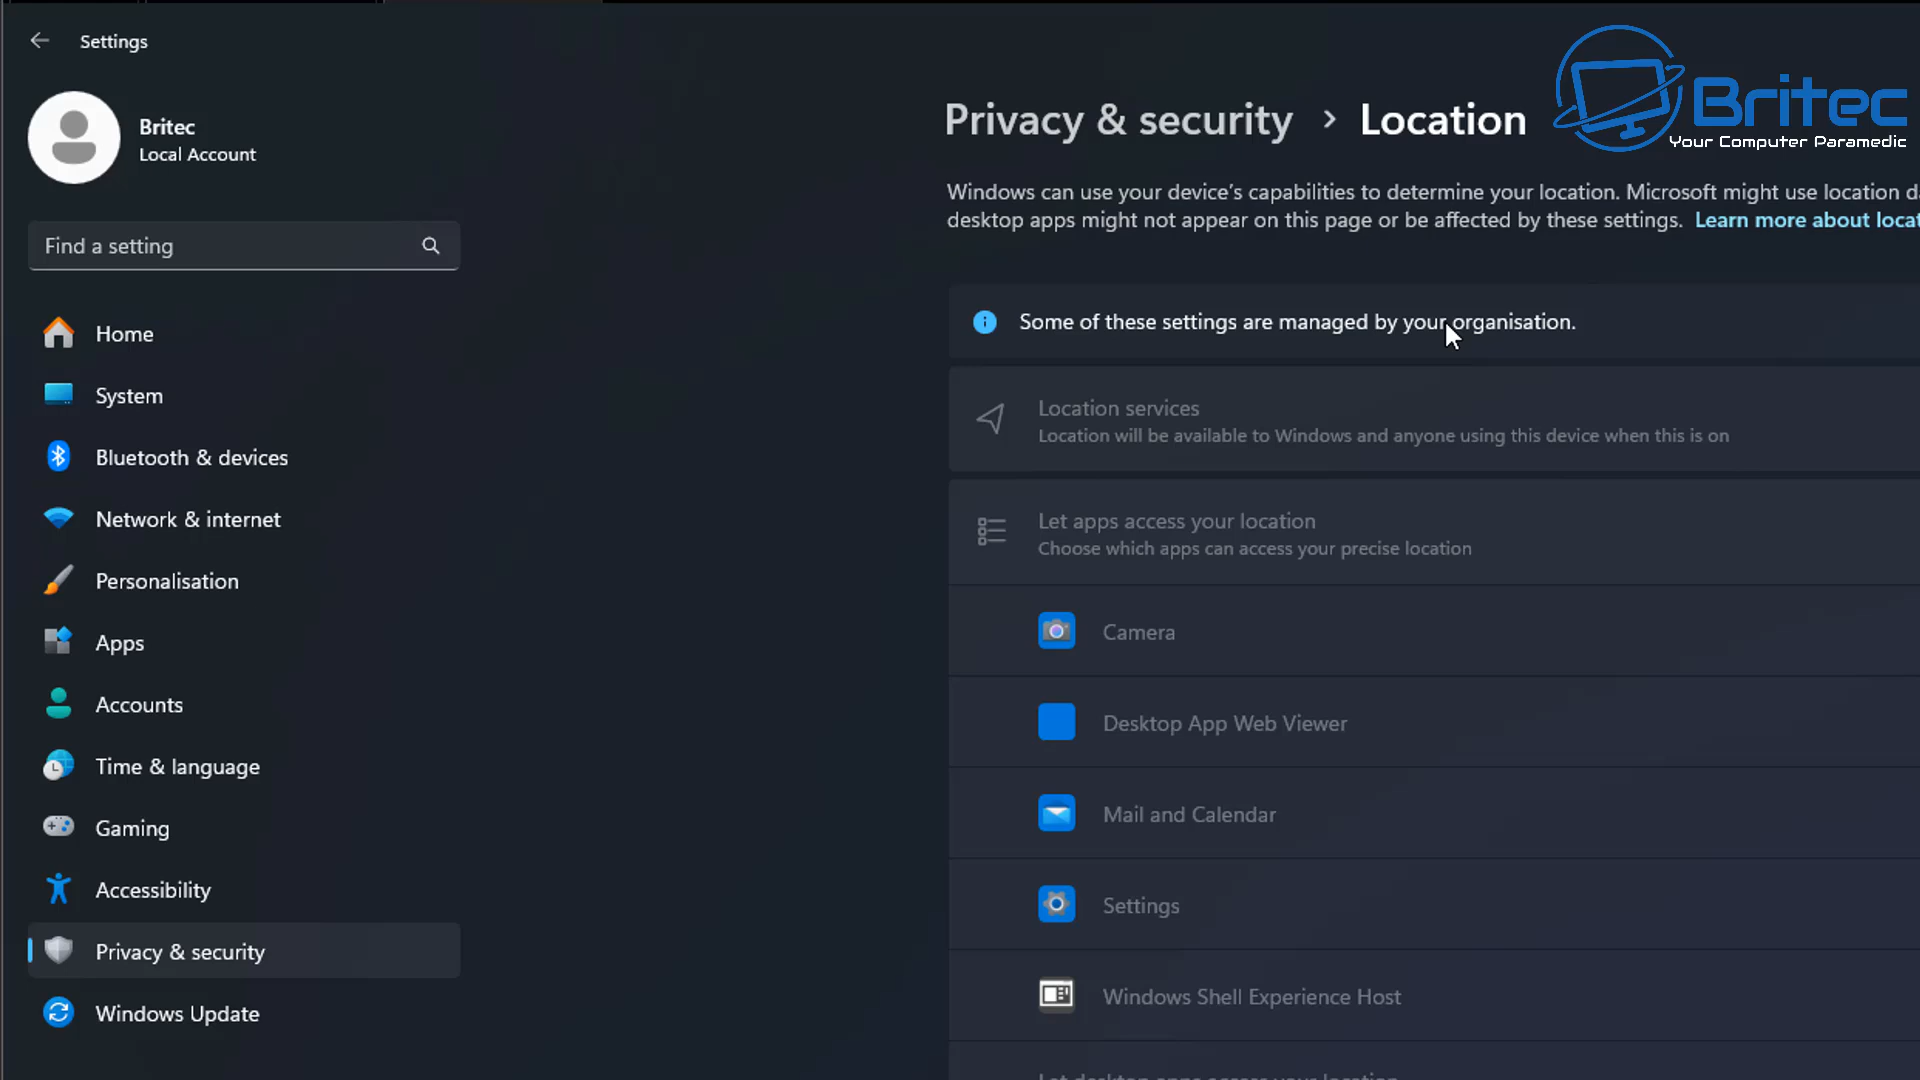 Settings
Britec
Local Account
Find a setting
Home
System
Bluetooth & devices
Network & internet
Personalisation
Apps
Accounts
Time & language
Gaming
Accessibility
Privacy & security
Windows Update
Britec
Your Computer Paramedic
Privacy & security > Location
Windows can use your device's capabilities to determine your location. Microsoft might use location
desktop apps might not appear on this page or be affected by these settings. Learn more about
Some of these settings are managed by your organisation.
Location services
Location will be available to Windows and anyone using this device when this is on
Let apps access your location
Choose which apps can access your precise location
Camera
Desktop App Web Viewer
Mail and Calendar
Settings
Windows Shell Experience Host